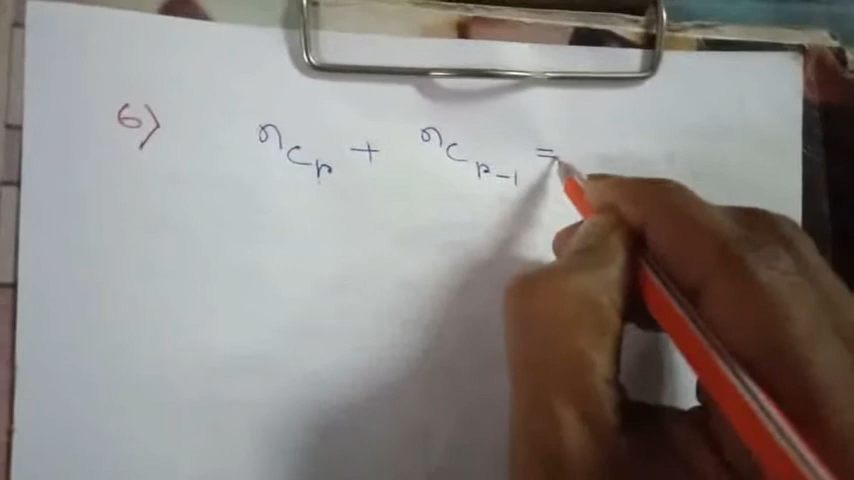 6) ⁿCᵣ + ⁿCᵣ₋₁ =